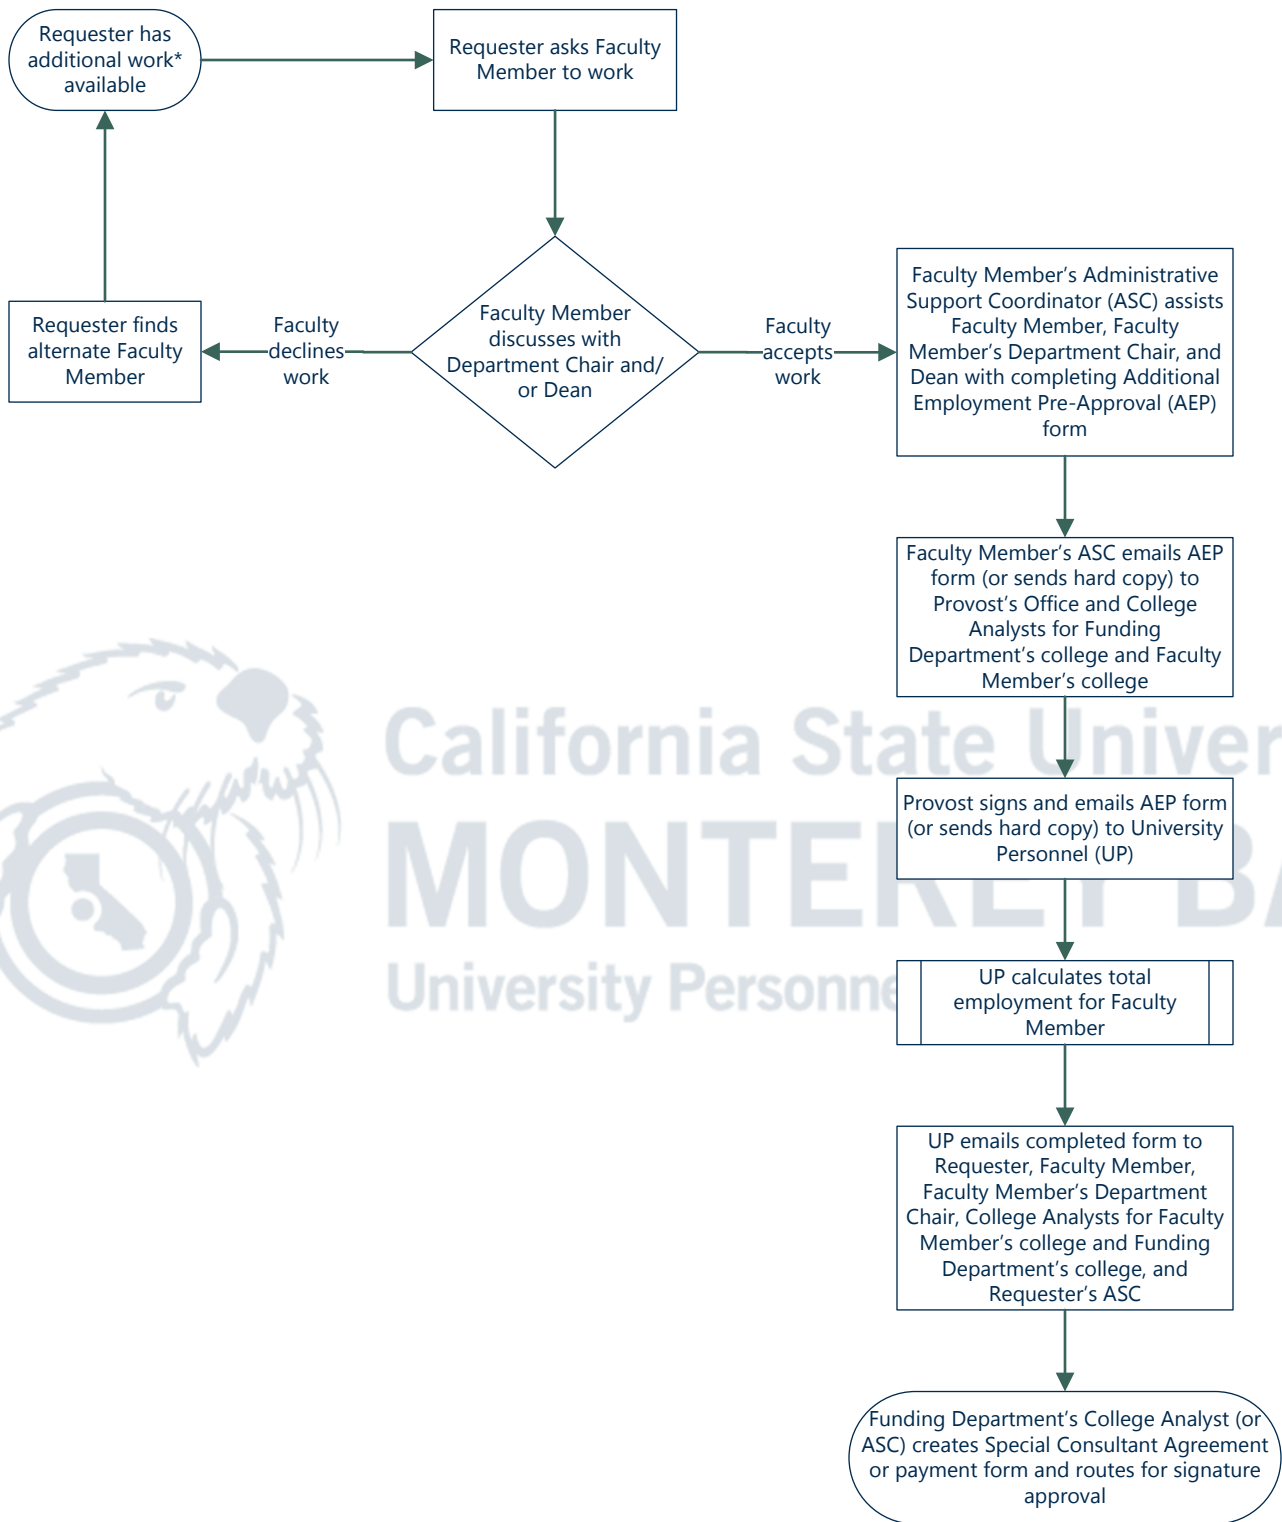 Requester has
additional work*
available
Requester asks Faculty
Member to work
Requester finds
alternate Faculty
Member
Faculty
declines
work
Faculty Member
discusses with
Department Chair and/
or Dean
Faculty
accepts
work
Faculty Member’s Administrative
Support Coordinator (ASC) assists
Faculty Member, Faculty
Member’s Department Chair, and
Dean with completing Additional
Employment Pre-Approval (AEP)
form
Faculty Member’s ASC emails AEP
form (or sends hard copy) to
Provost’s Office and College
Analysts for Funding
Department’s college and Faculty
Member’s college
California State Univer
Provost signs and emails AEP form
(or sends hard copy) to University
Personnel (UP)
MONTEREY BA
University Personne
UP calculates total
employment for Faculty
Member
UP emails completed form to
Requester, Faculty Member,
Faculty Member’s Department
Chair, College Analysts for Faculty
Member’s college and Funding
Department’s college, and
Requester’s ASC
Funding Department’s College Analyst (or
ASC) creates Special Consultant Agreement
or payment form and routes for signature
approval